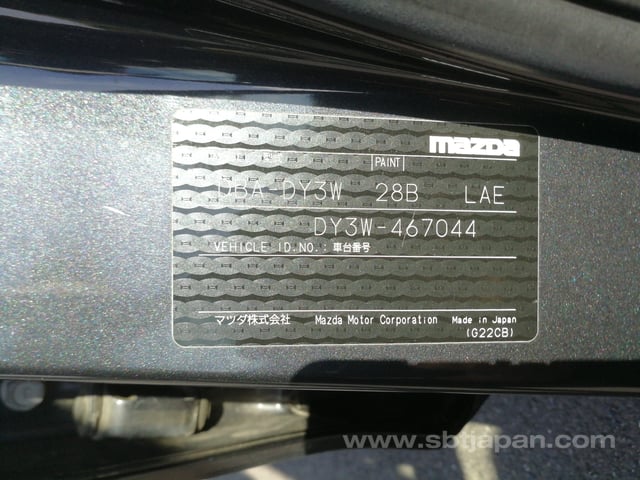 mazda
PAINT
DBA-DY3W 28B LAE
DY3W-467044
VEHICLE ID.NO.: 車台番号
マツダ株式会社 Mazda Motor Corporation Made in Japan
(G22CB)
www.sbtjapan.com